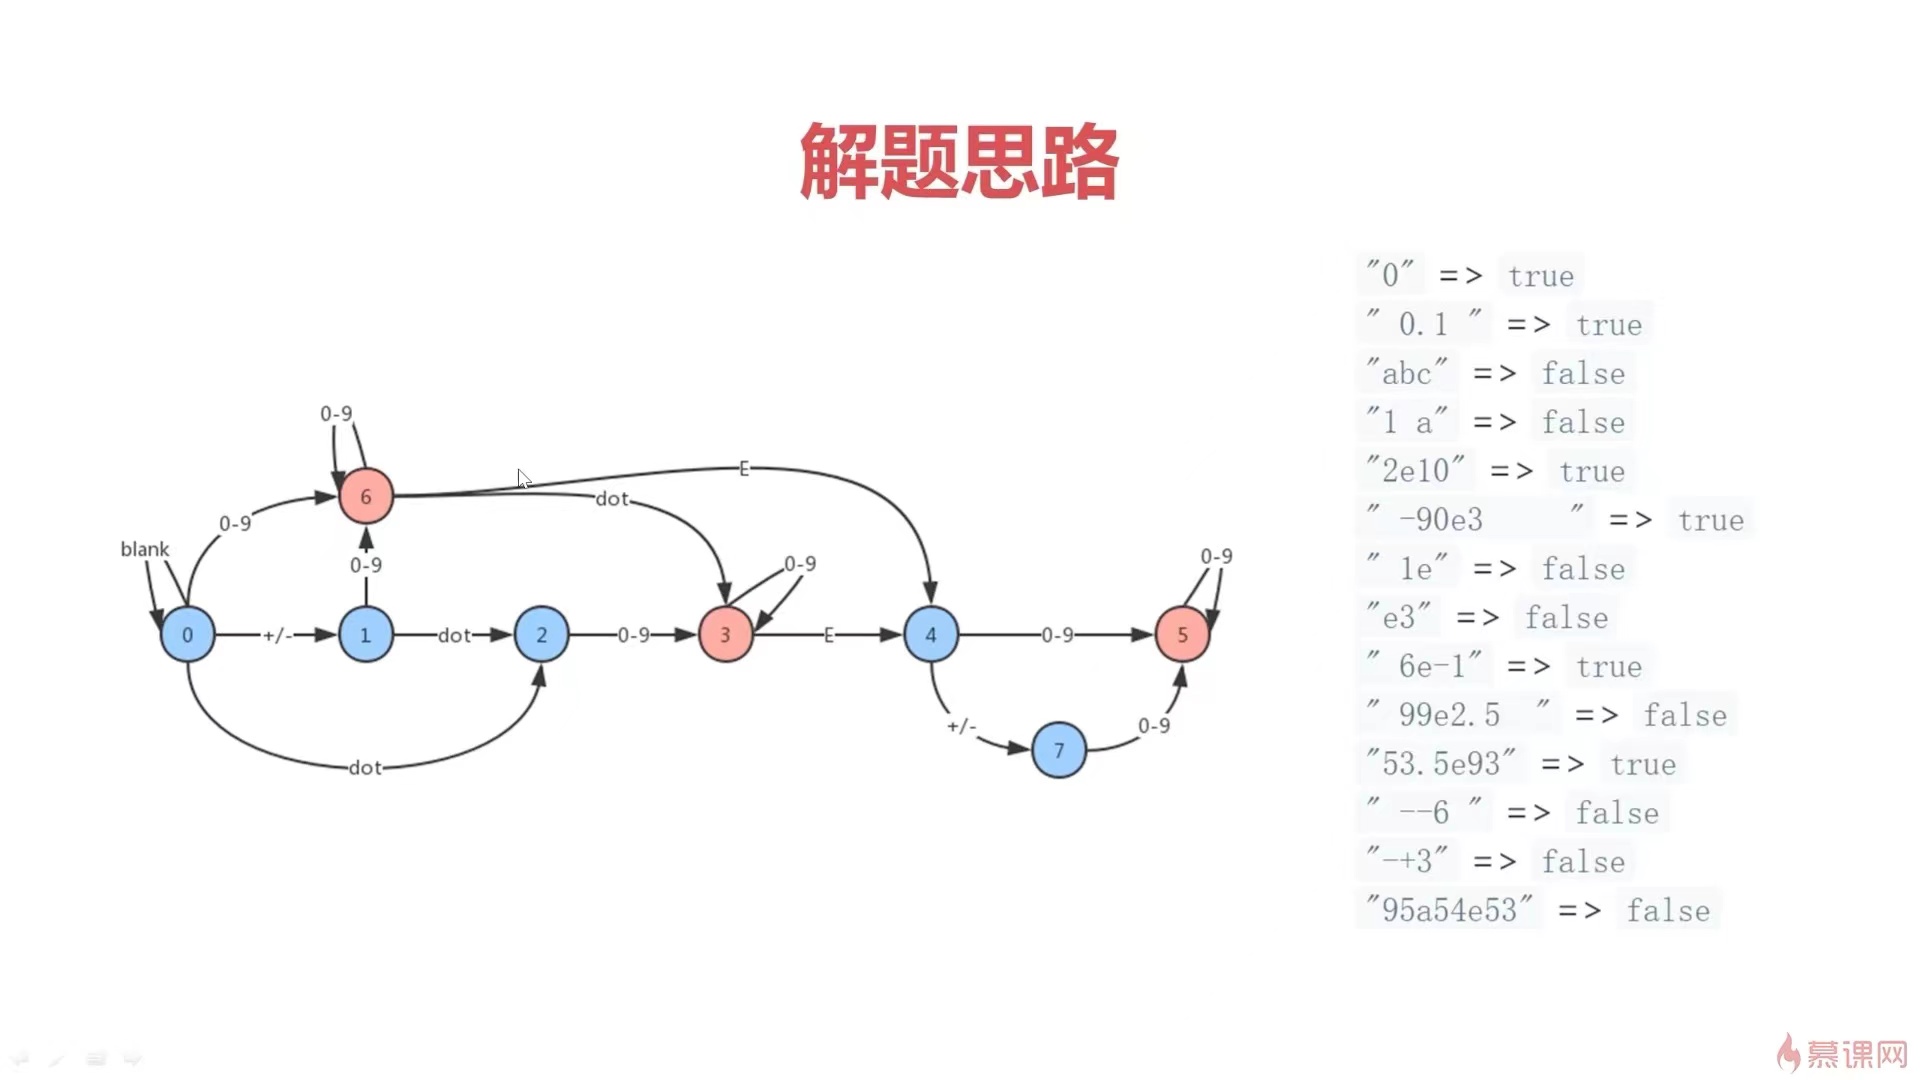 解题思路
"0" => true
" 0.1 " => true
"abc" => false
"1 a" => false
"2e10" => true
" -90e3      " => true
" 1e" => false
"e3" => false
" 6e-1" => true
" 99e2.5  " => false
"53.5e93" => true
" --6 " => false
"-+3" => false
"95a54e53" => false
0-9
E
6
dot
0-9
blank
0-9
0-9
0-9
0
+/-
1
dot
2
0-9
3
E
4
0-9
5
+/-
0-9
7
dot
慕课网